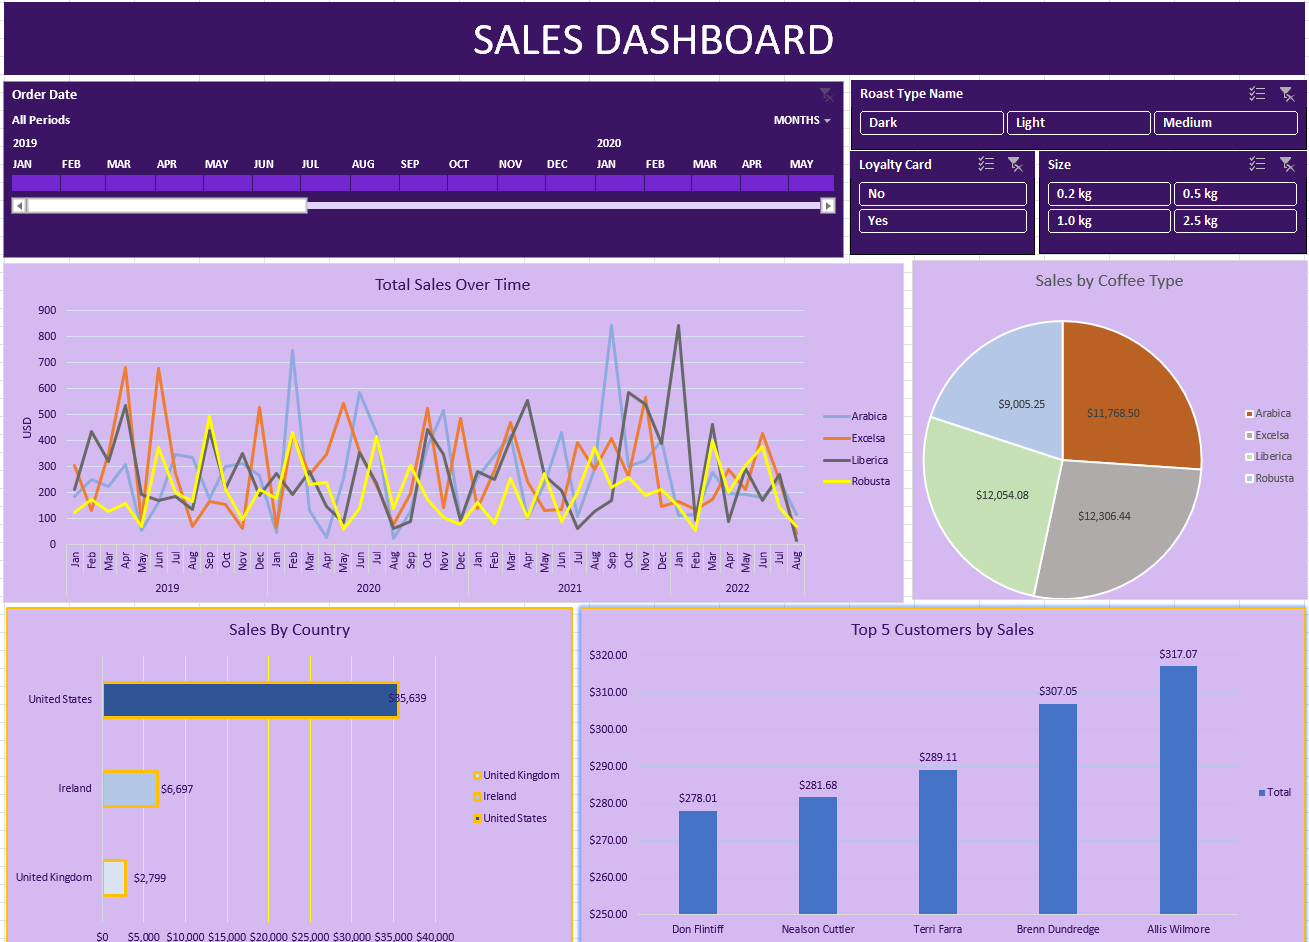 SALES DASHBOARD
Order Date
All Periods
MONTHS
2019 2020
JAN FEB MAR APR MAY JUN JUL AUG SEP OCT NOV DEC JAN FEB MAR APR MAY
Roast Type Name
Dark Light Medium
Loyalty Card
No
Yes
Size
0.2 kg 0.5 kg
1.0 kg 2.5 kg
Total Sales Over Time
900
800
700
600
500
400
300
200
100
0
USD
Jan Feb Mar Apr May Jun Jul Aug Sep Oct Nov Dec Jan Feb Mar Apr May Jun Jul Aug Sep Oct Nov Dec Jan Feb Mar Apr May Jun Jul Aug Sep Oct Nov Dec Jan Feb Mar Apr May Jun Jul Aug
2019 2020 2021 2022
Arabica
Excelsa
Liberica
Robusta
Sales by Coffee Type
$9,005.25
$11,768.50
$12,054.08
$12,306.44
Arabica
Excelsa
Liberica
Robusta
Sales By Country
United States
$35,639
Ireland
$6,697
United Kingdom
$2,799
$0 $5,000 $10,000 $15,000 $20,000 $25,000 $30,000 $35,000 $40,000
United Kingdom
Ireland
United States
Top 5 Customers by Sales
$320.00
$310.00
$300.00
$290.00
$280.00
$270.00
$260.00
$250.00
$278.01
$281.68
$289.11
$307.05
$317.07
Don Flintiff Nealson Cuttler Terri Farra Brenn Dundredge Allis Wilmore
Total